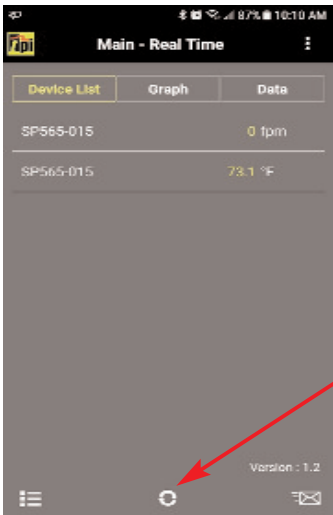 87% 10:10 AM
TPI Main - Real Time
Device List Graph Data
SP565-015 0 fpm
SP565-015 73.1 °F
Version : 1.2